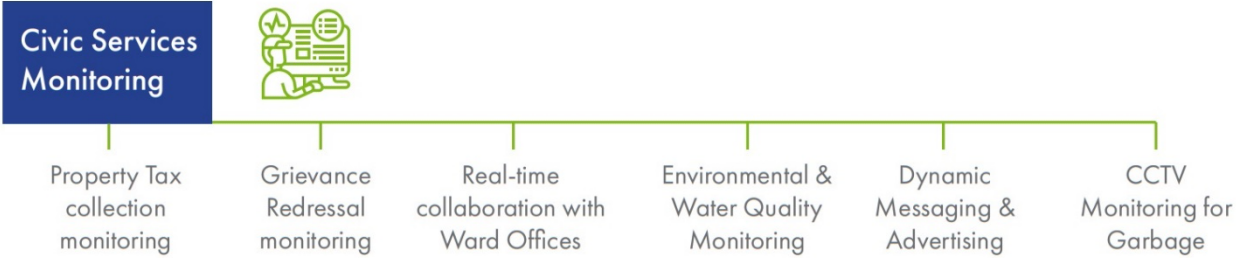 Civic Services
Monitoring
Property Tax
collection
monitoring
Grievance
Redressal
monitoring
Real-time
collaboration with
Ward Offices
Environmental &
Water Quality
Monitoring
Dynamic
Messaging &
Advertising
CCTV
Monitoring for
Garbage